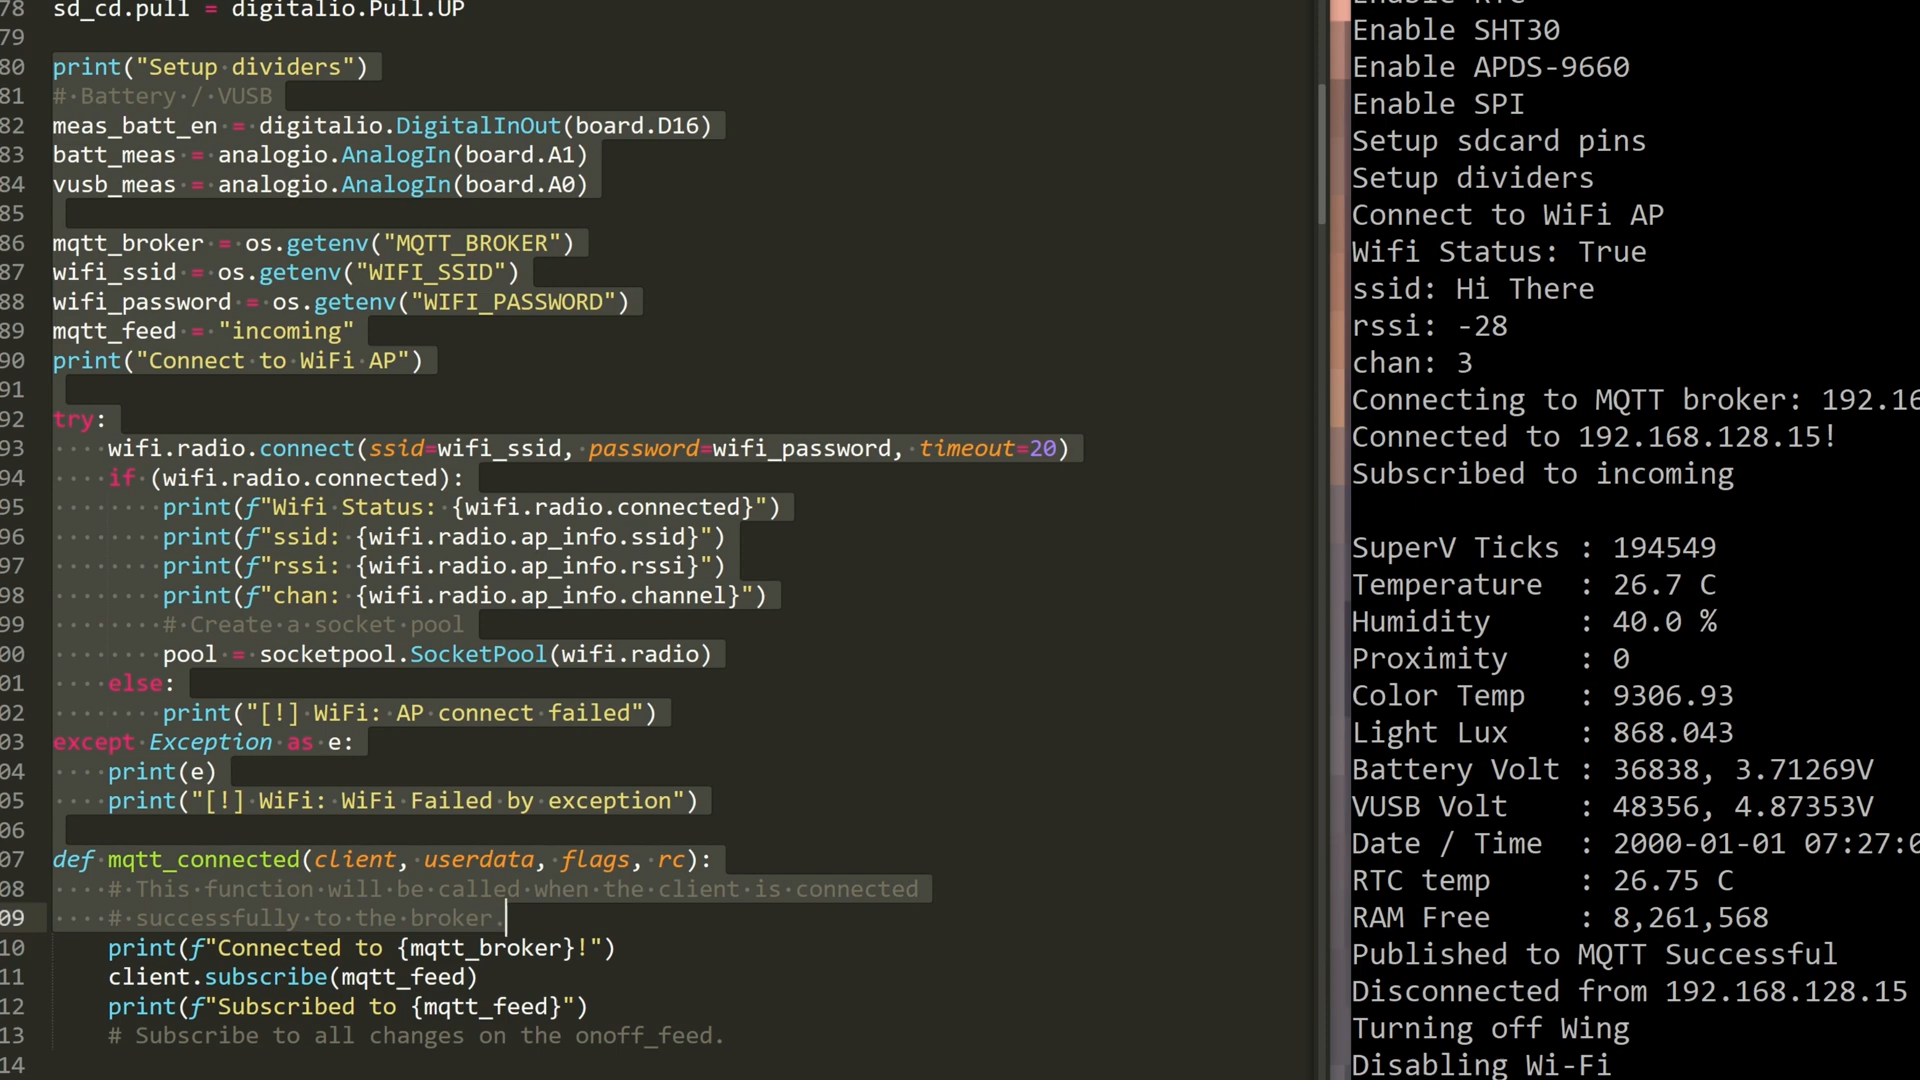 78 sd_cd.pull = digitalio.Pull.UP
79
80 print("Setup dividers")
81 # Battery / VUSB
82 meas_batt_en = digitalio.DigitalInOut(board.D16)
83 batt_meas = analogio.AnalogIn(board.A1)
84 vusb_meas = analogio.AnalogIn(board.A0)
85
86 mqtt_broker = os.getenv("MQTT_BROKER")
87 wifi_ssid = os.getenv("WIFI_SSID")
88 wifi_password = os.getenv("WIFI_PASSWORD")
89 mqtt_feed = "incoming"
90 print("Connect to WiFi AP")
91
92 try:
93     wifi.radio.connect(ssid=wifi_ssid, password=wifi_password, timeout=20)
94     if (wifi.radio.connected):
95         print(f"Wifi Status: {wifi.radio.connected}")
96         print(f"ssid: {wifi.radio.ap_info.ssid}")
97         print(f"rssi: {wifi.radio.ap_info.rssi}")
98         print(f"chan: {wifi.radio.ap_info.channel}")
99         # Create a socket pool
00         pool = socketpool.SocketPool(wifi.radio)
01     else:
02         print("[!] WiFi: AP connect failed")
03 except Exception as e:
04     print(e)
05     print("[!] WiFi: WiFi Failed by exception")
06
07 def mqtt_connected(client, userdata, flags, rc):
08     # This function will be called when the client is connected
09     # successfully to the broker.
10     print(f"Connected to {mqtt_broker}!")
11     client.subscribe(mqtt_feed)
12     print(f"Subscribed to {mqtt_feed}")
13     # Subscribe to all changes on the onoff_feed.
14
Enable RTC
Enable SHT30
Enable APDS-9660
Enable SPI
Setup sdcard pins
Setup dividers
Connect to WiFi AP
Wifi Status: True
ssid: Hi There
rssi: -28
chan: 3
Connecting to MQTT broker: 192.16
Connected to 192.168.128.15!
Subscribed to incoming
SuperV Ticks : 194549
Temperature  : 26.7 C
Humidity     : 40.0 %
Proximity    : 0
Color Temp   : 9306.93
Light Lux    : 868.043
Battery Volt : 36838, 3.71269V
VUSB Volt    : 48356, 4.87353V
Date / Time  : 2000-01-01 07:27:0
RTC temp     : 26.75 C
RAM Free     : 8,261,568
Published to MQTT Successful
Disconnected from 192.168.128.15
Turning off Wing
Disabling Wi-Fi